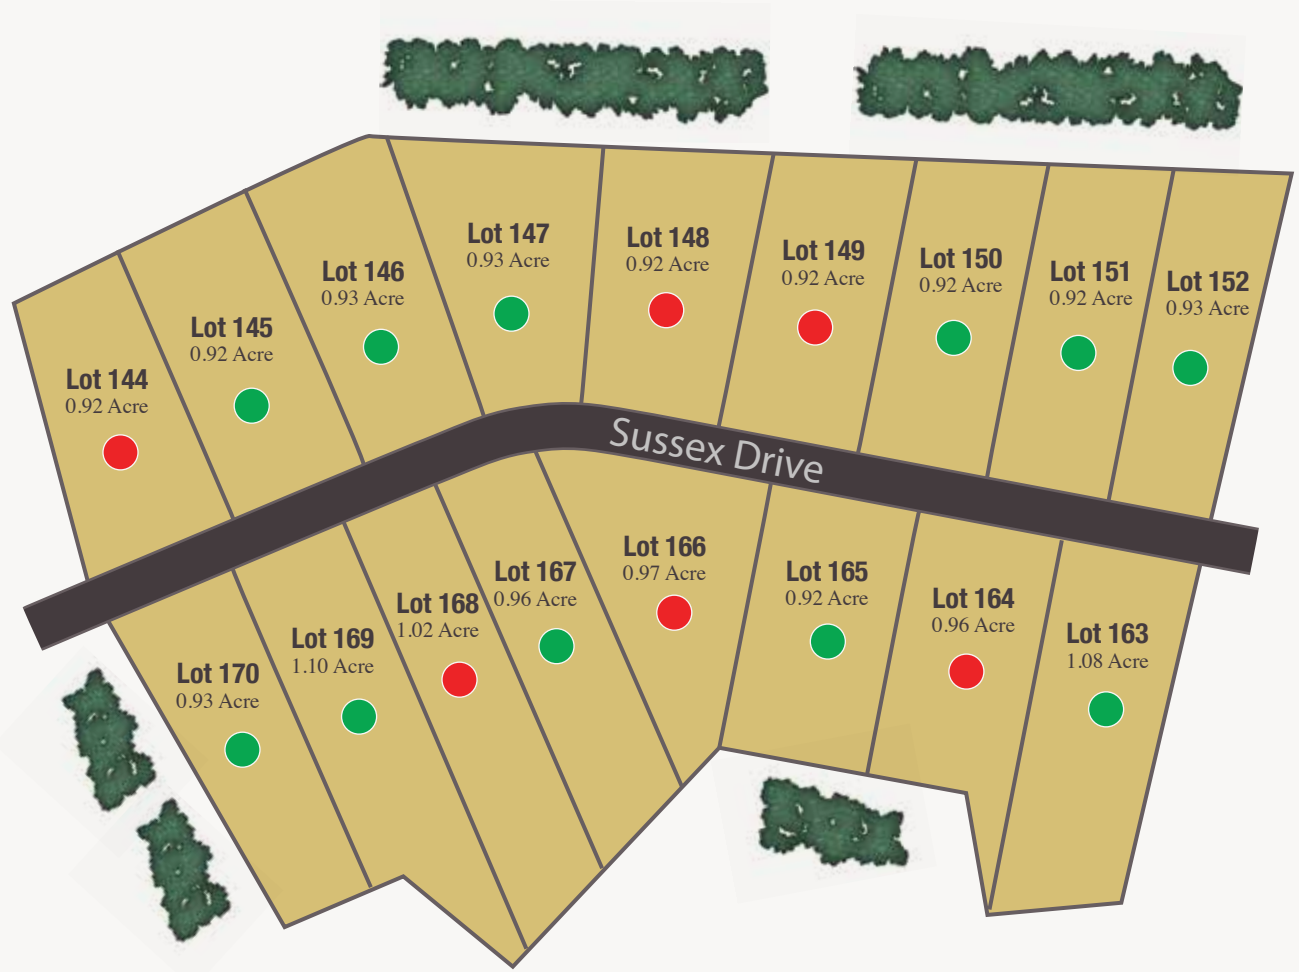 Lot 144
0.92 Acre
Lot 145
0.92 Acre
Lot 146
0.93 Acre
Lot 147
0.93 Acre
Lot 148
0.92 Acre
Lot 149
0.92 Acre
Lot 150
0.92 Acre
Lot 151
0.92 Acre
Lot 152
0.93 Acre
Sussex Drive
Lot 170
0.93 Acre
Lot 169
1.10 Acre
Lot 168
1.02 Acre
Lot 167
0.96 Acre
Lot 166
0.97 Acre
Lot 165
0.92 Acre
Lot 164
0.96 Acre
Lot 163
1.08 Acre